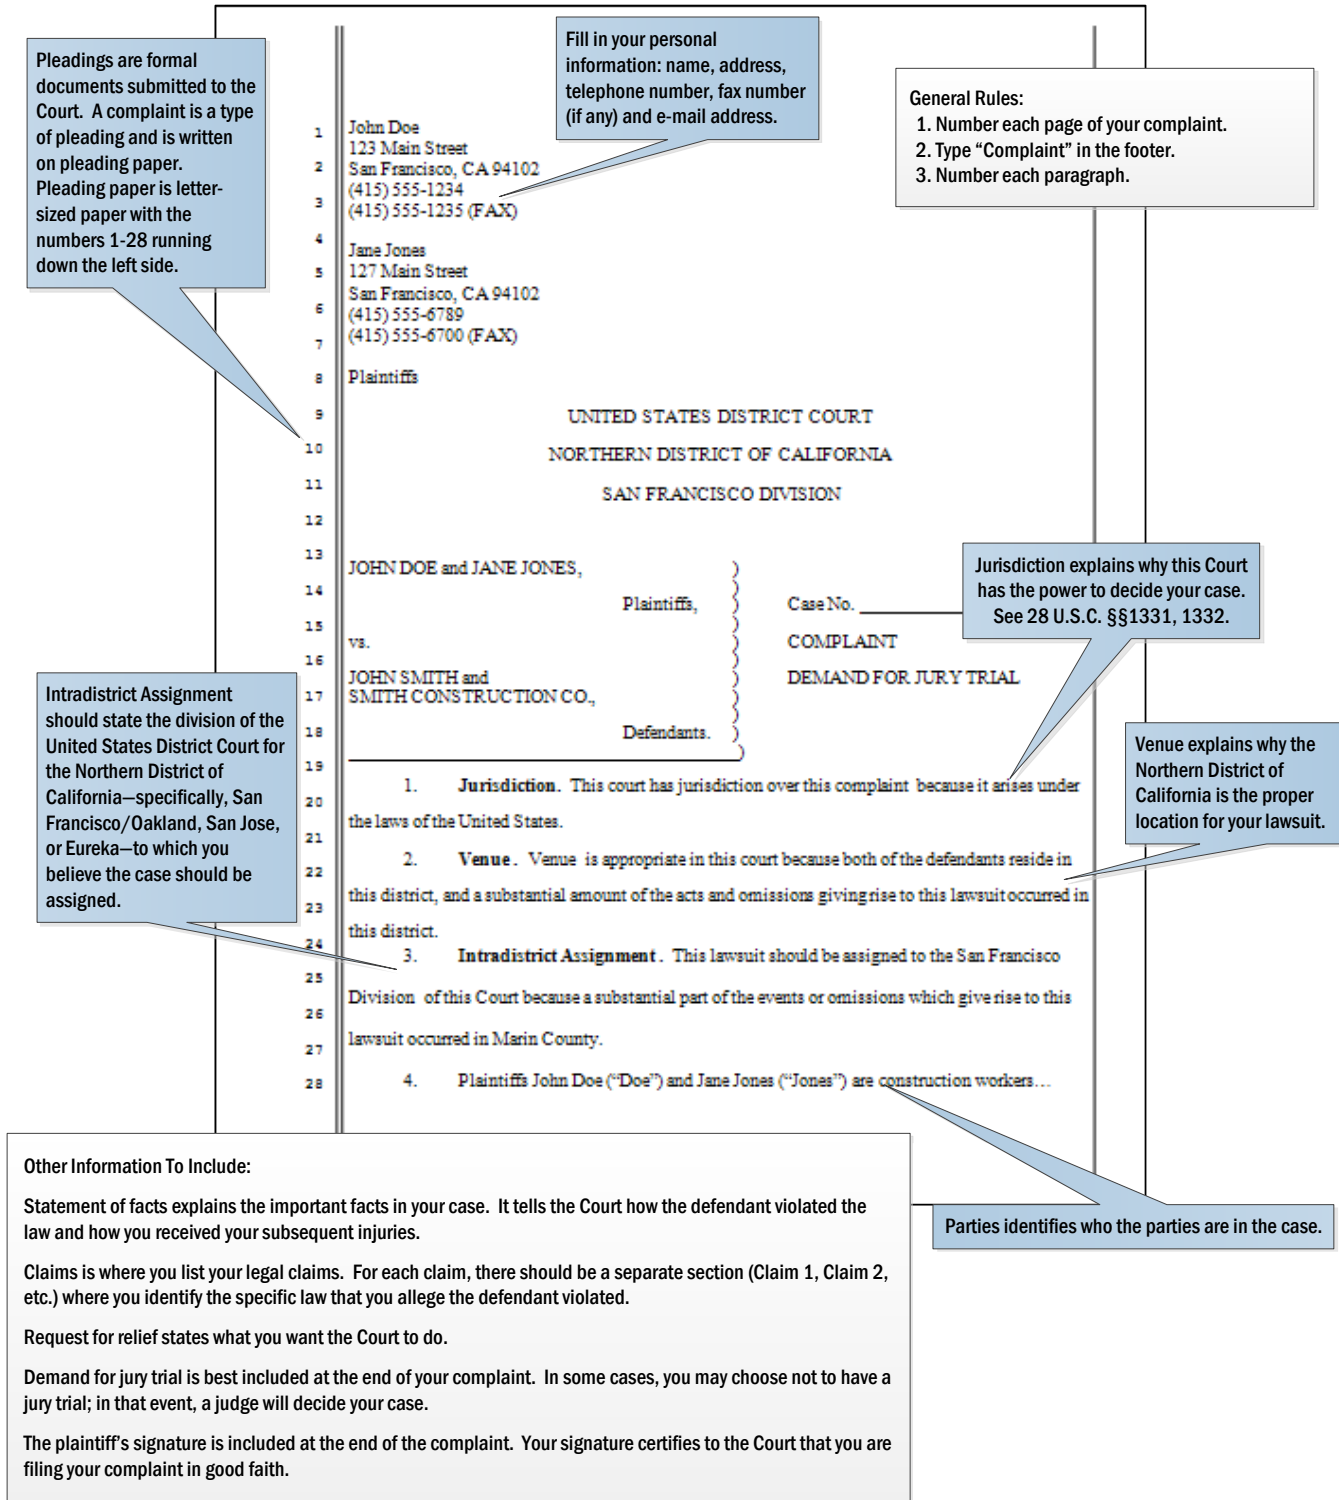 Pleadings are formal
documents submitted to the
Court. A complaint is a type
of pleading and is written
on pleading paper.
Pleading paper is letter-
sized paper with the
numbers 1-28 running
down the left side.
Fill in your personal
information: name, address,
telephone number, fax number
(if any) and e-mail address.
General Rules:
1. Number each page of your complaint.
2. Type “Complaint” in the footer.
3. Number each paragraph.
1
2
3
4
5
6
7
8
9
10
11
12
13
14
15
16
17
18
19
20
21
22
23
24
25
26
27
28
John Doe
123 Main Street
San Francisco, CA 94102
(415) 555-1234
(415) 555-1235 (FAX)
Jane Jones
127 Main Street
San Francisco, CA 94102
(415) 555-6789
(415) 555-6700 (FAX)
Plaintiffs
UNITED STATES DISTRICT COURT
NORTHERN DISTRICT OF CALIFORNIA
SAN FRANCISCO DIVISION
JOHN DOE and JANE JONES,
Plaintiffs,
vs.
JOHN SMITH and
SMITH CONSTRUCTION CO.,
Defendants.
)
)
)
)
)
)
)
)
)
)
)
Case No. ___________
COMPLAINT
DEMAND FOR JURY TRIAL
Jurisdiction explains why this Court
has the power to decide your case.
See 28 U.S.C. §§1331, 1332.
Intradistrict Assignment
should state the division of the
United States District Court for
the Northern District of
California—specifically, San
Francisco/Oakland, San Jose,
or Eureka—to which you
believe the case should be
assigned.
Venue explains why the
Northern District of
California is the proper
location for your lawsuit.
1. Jurisdiction. This court has jurisdiction over this complaint because it arises under
the laws of the United States.
2. Venue. Venue is appropriate in this court because both of the defendants reside in
this district, and a substantial amount of the acts and omissions giving rise to this lawsuit occurred in
this district.
3. Intradistrict Assignment. This lawsuit should be assigned to the San Francisco
Division of this Court because a substantial part of the events or omissions which give rise to this
lawsuit occurred in Marin County.
4. Plaintiffs John Doe (“Doe”) and Jane Jones (“Jones”) are construction workers…
Parties identifies who the parties are in the case.
Other Information To Include:
Statement of facts explains the important facts in your case. It tells the Court how the defendant violated the
law and how you received your subsequent injuries.
Claims is where you list your legal claims. For each claim, there should be a separate section (Claim 1, Claim 2,
etc.) where you identify the specific law that you allege the defendant violated.
Request for relief states what you want the Court to do.
Demand for jury trial is best included at the end of your complaint. In some cases, you may choose not to have a
jury trial; in that event, a judge will decide your case.
The plaintiff’s signature is included at the end of the complaint. Your signature certifies to the Court that you are
filing your complaint in good faith.